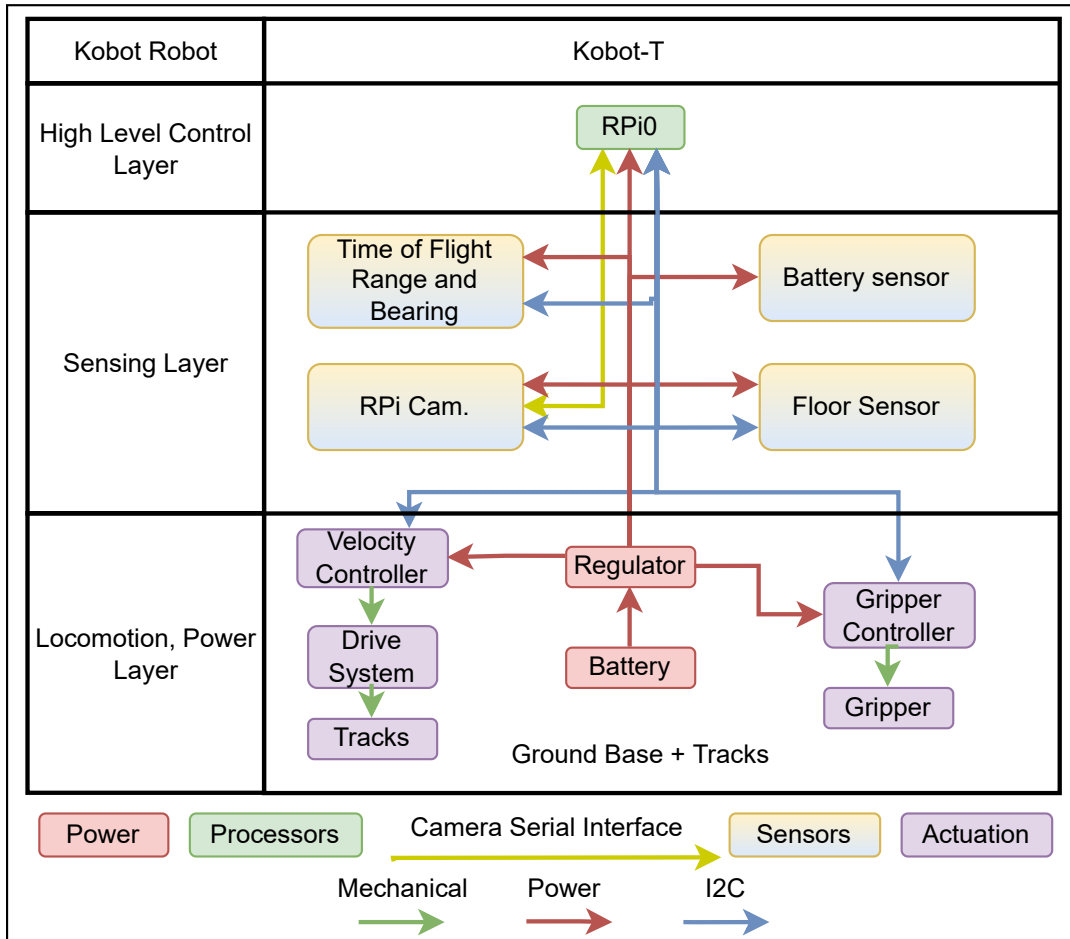 Kobot Robot
Kobot-T
High Level Control
Layer
RPi0
Sensing Layer
Time of Flight
Range and
Bearing
Battery sensor
RPi Cam.
Floor Sensor
Locomotion, Power
Layer
Velocity
Controller
Regulator
Gripper
Controller
Drive
System
Battery
Gripper
Tracks
Ground Base + Tracks
Power
Processors
Camera Serial Interface
Sensors
Actuation
Mechanical
Power
I2C